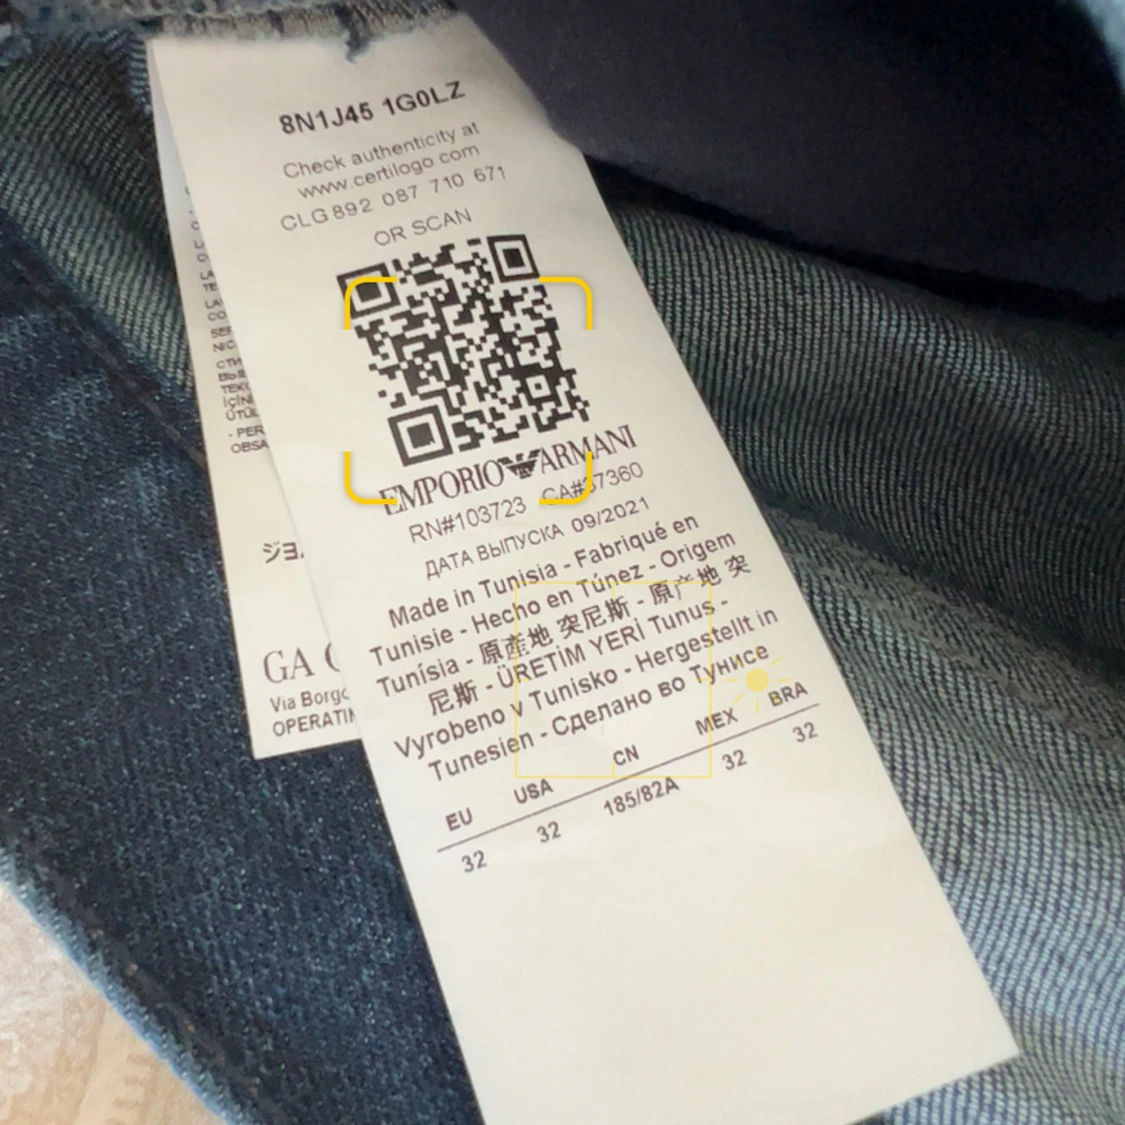 8N1J45 1G0LZ
Check authenticity at
www.certilogo com
CLG 892 087 710 671
OR SCAN
EMPORIO ARMANI
RN#103723 CA#37360
ДАТА ВЫПУСКА 09/2021
Made in Tunisia - Fabriqué en
Tunisie - Hecho en Túnez - Origem
Tunísia - 原產地 突尼斯 - 原产地 突
尼斯 - ÜRETİM YERİ Tunus -
Vyrobeno v Tunisko - Hergestellt in
Tunesien - Сделано во Тунисе
EU USA CN MEX BRA
32 32 185/82A 32 32
GA
Via Borgo